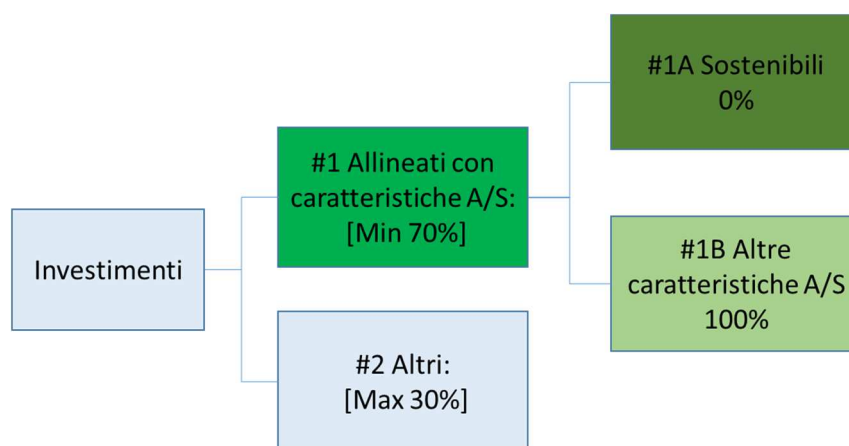 Investimenti
#1 Allineati con
caratteristiche A/S:
[Min 70%]
#2 Altri:
[Max 30%]
#1A Sostenibili
0%
#1B Altre
caratteristiche A/S
100%